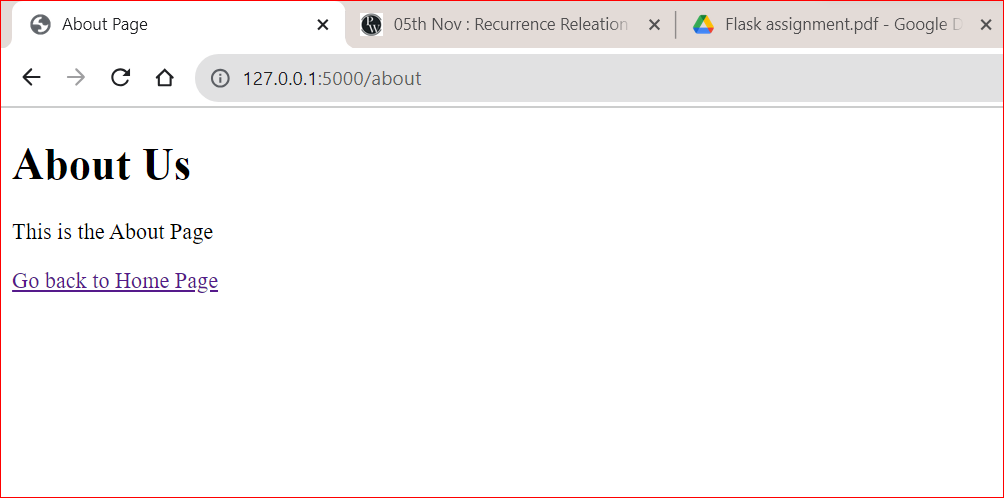 About Page
05th Nov : Recurrence Releation
Flask assignment.pdf - Google D
127.0.0.1:5000/about
About Us
This is the About Page
Go back to Home Page